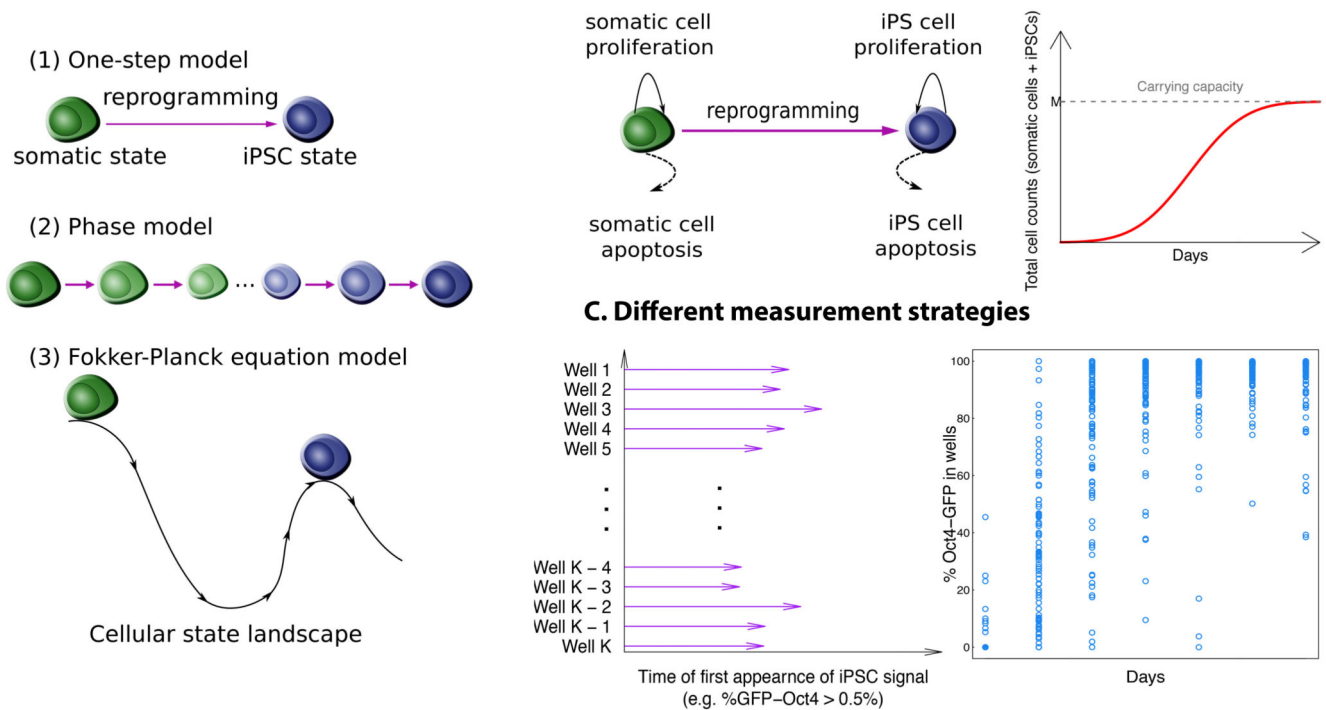 (1) One-step model
reprogramming
somatic state
iPSC state
(2) Phase model
...
(3) Fokker-Planck equation model
Cellular state landscape
somatic cell
proliferation
iPS cell
proliferation
reprogramming
somatic cell
apoptosis
iPS cell
apoptosis
Total cell counts (somatic cells + iPSCs)
M
Carrying capacity
Days
C. Different measurement strategies
Well 1
Well 2
Well 3
Well 4
Well 5
Well K − 4
Well K − 3
Well K − 2
Well K − 1
Well K
Time of first appearnce of iPSC signal
(e.g. %GFP−Oct4 > 0.5%)
% Oct4−GFP in wells
100
80
60
40
20
0
Days